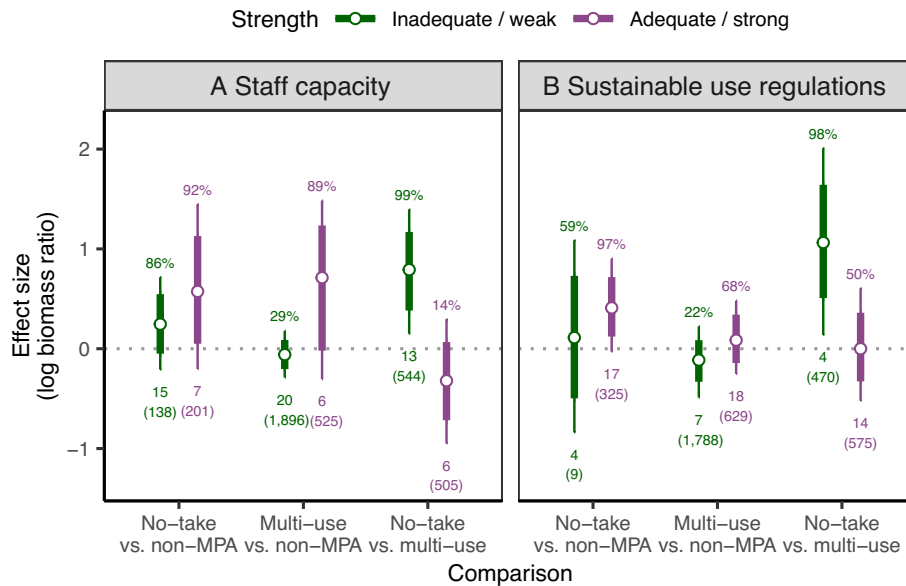 Strength Inadequate / weak Adequate / strong
A Staff capacity
B Sustainable use regulations
Effect size
(log biomass ratio)
2
1
0
−1
86%
15
(138)
92%
7
(201)
29%
20
(1,896)
89%
6
(525)
99%
13
(544)
14%
6
(505)
59%
4
(9)
97%
17
(325)
22%
7
(1,788)
68%
18
(629)
98%
4
(470)
50%
14
(575)
No−take
vs. non−MPA
Multi−use
vs. non−MPA
No−take
vs. multi−use
No−take
vs. non−MPA
Multi−use
vs. non−MPA
No−take
vs. multi−use
Comparison